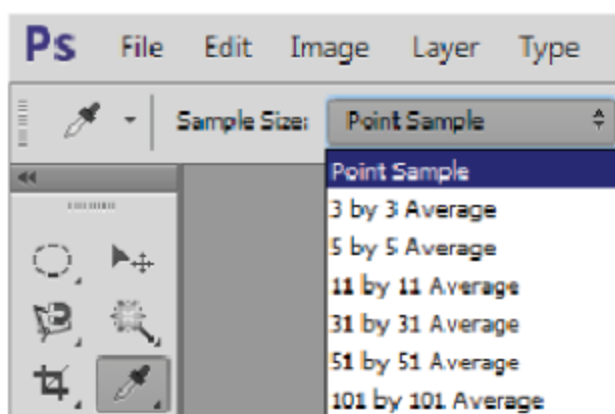 Ps File Edit Image Layer Type
Sample Size: Point Sample
Point Sample
3 by 3 Average
5 by 5 Average
11 by 11 Average
31 by 31 Average
51 by 51 Average
101 by 101 Average